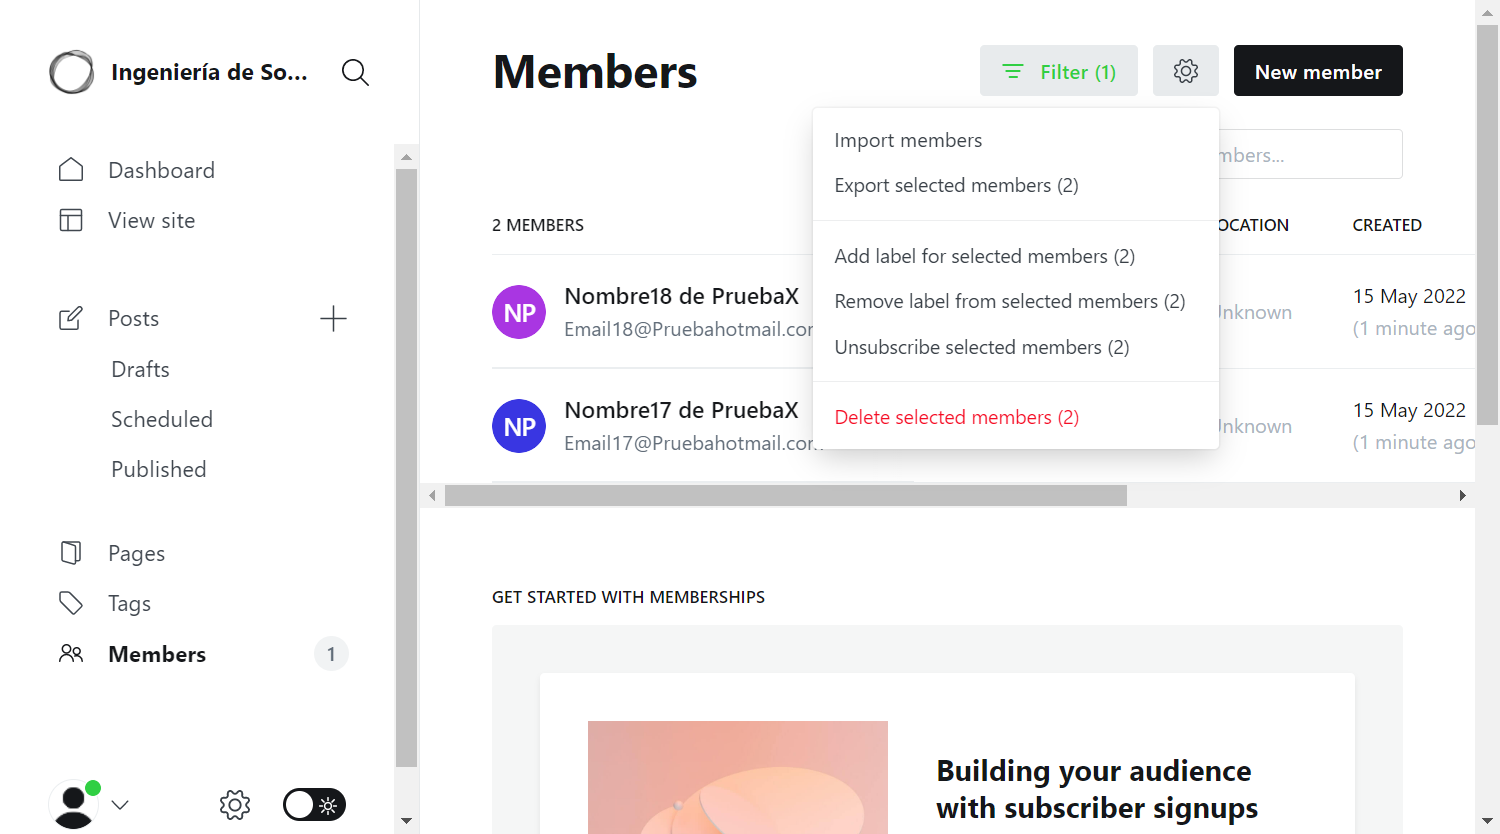 Ingeniería de So...
Dashboard
View site
Posts
Drafts
Scheduled
Published
Pages
Tags
Members
1
Members
Filter (1)
New member
Import members
Export selected members (2)
Add label for selected members (2)
Remove label from selected members (2)
Unsubscribe selected members (2)
Delete selected members (2)
mbers...
2 MEMBERS
OCATION
CREATED
NP
Nombre18 de PruebaX
Email18@Pruebahotmail.com
Unknown
15 May 2022
(1 minute ago
NP
Nombre17 de PruebaX
Email17@Pruebahotmail.com
Unknown
15 May 2022
(1 minute ago
GET STARTED WITH MEMBERSHIPS
Building your audience
with subscriber signups